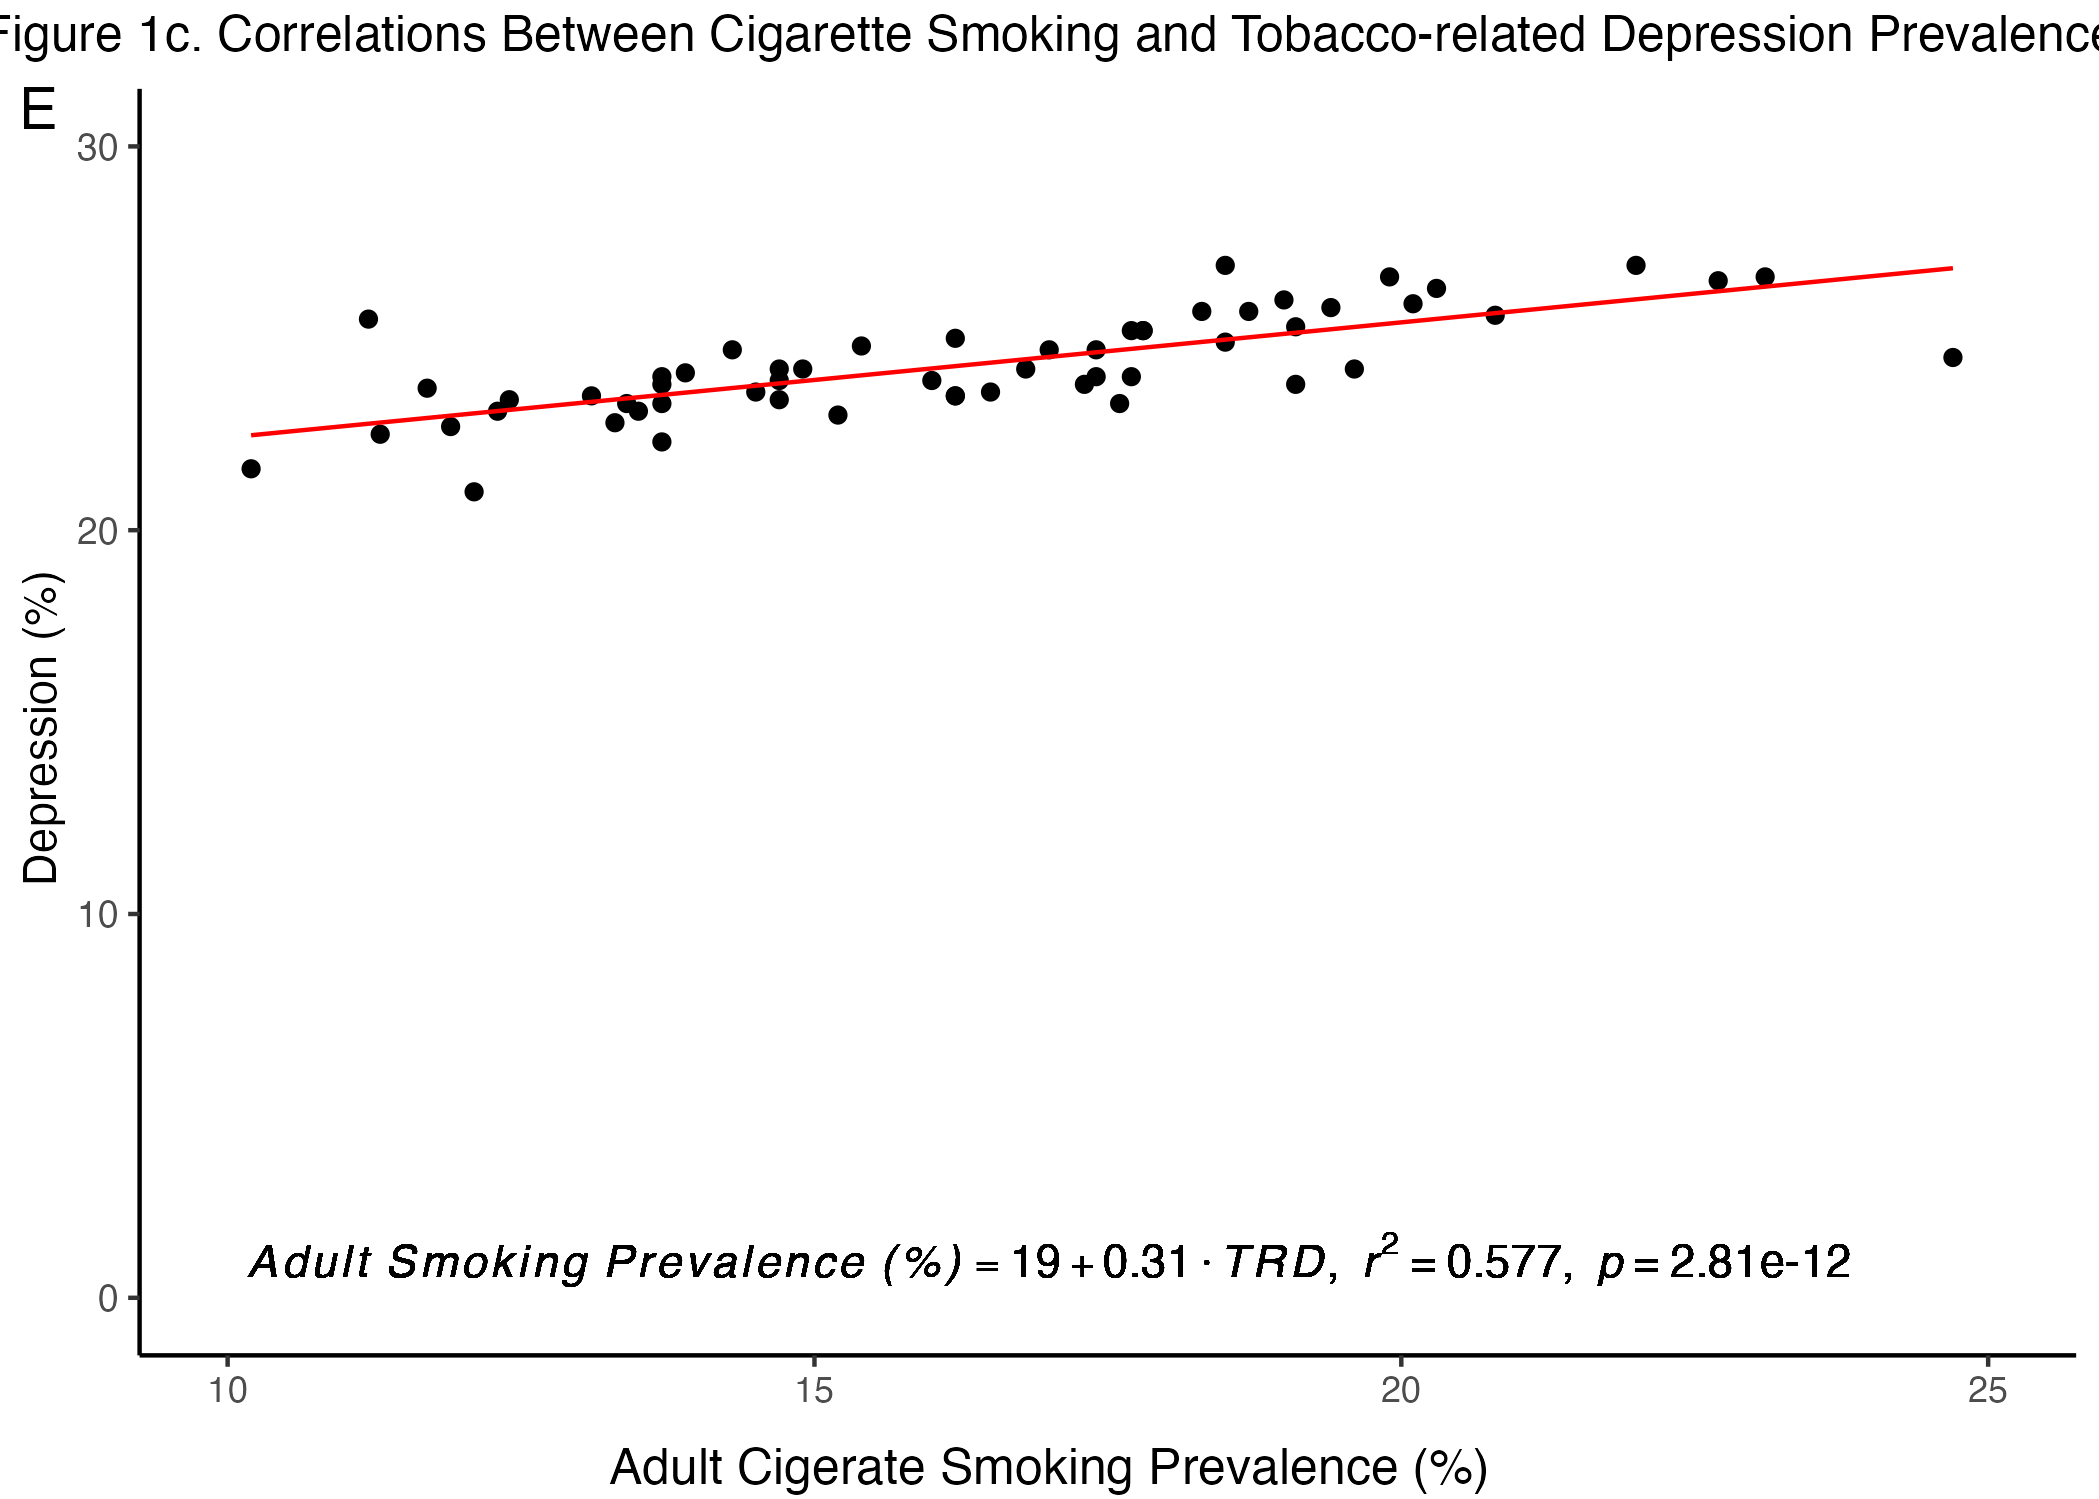 Figure 1c. Correlations Between Cigarette Smoking and Tobacco-related Depression Prevalence
E
30
20
10
0
Depression (%)
Adult Smoking Prevalence (%) = 19 + 0.31 · TRD, r² = 0.577, p = 2.81e-12
10 15 20 25
Adult Cigerate Smoking Prevalence (%)